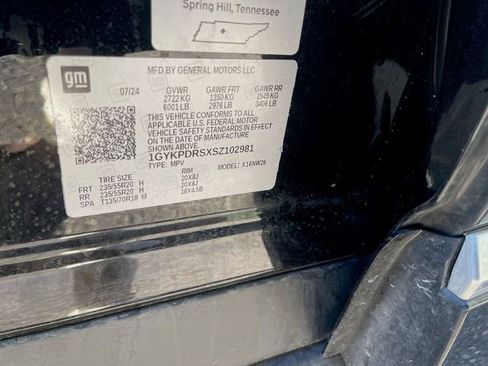 Spring Hill, Tennessee
gm
MFD BY GENERAL MOTORS LLC
07/24 GVWR GAWR FRT GAWR RR
2722 KG 1350 KG 1545 KG
6001 LB 2976 LB 3406 LB
THIS VEHICLE CONFORMS TO ALL
APPLICABLE U.S. FEDERAL MOTOR
VEHICLE SAFETY STANDARDS IN EFFECT
ON THE DATE OF MANUFACTURE
SHOWN ABOVE.
1GYKPDRSXSZ102981
TYPE: MPV MODEL: X16NW26
TIRE SIZE RIM
FRT 235/55R20 H 20X8J
RR 235/55R20 H 20X8J
SPA T135/70R18 M 18X4.5B